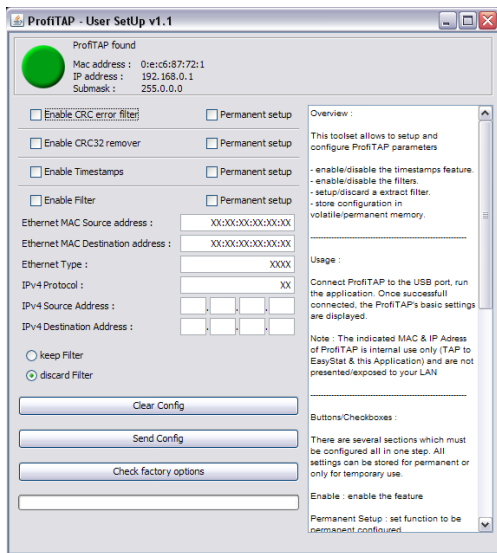 ProfiTAP - User SetUp v1.1
ProfiTAP found
Mac address : 0:e:c6:87:72:1
IP address : 192.168.0.1
Submask : 255.0.0.0
Enable CRC error filter Permanent setup
Enable CRC32 remover Permanent setup
Enable Timestamps Permanent setup
Enable Filter Permanent setup
Ethernet MAC Source address : XX:XX:XX:XX:XX:XX
Ethernet MAC Destination address : XX:XX:XX:XX:XX:XX
Ethernet Type : XXXX
IPv4 Protocol : XX
IPv4 Source Address : . . .
IPv4 Destination Address : . . .
keep Filter
discard Filter
Clear Config
Send Config
Check factory options
Overview :
This toolset allows to setup and
configure ProfiTAP parameters
- enable/disable the timestamps feature.
- enable/disable the filters.
- setup/discard a extract filter.
- store configuration in
volatile/permanent memory.
Usage :
Connect ProfiTAP to the USB port, run
the application. Once successfull
connected, the ProfiTAP's basic settings
are displayed.
Note : The indicated MAC & IP Adress
of ProfiTAP is internal use only (TAP to
EasyStat & this Application) and are not
presented/exposed to your LAN
Buttons/Checkboxes :
There are several sections which must
be configured all in one step. All
settings can be stored for permanent or
only for temporary use.
Enable : enable the feature
Permanent Setup : set function to be
permanent configured